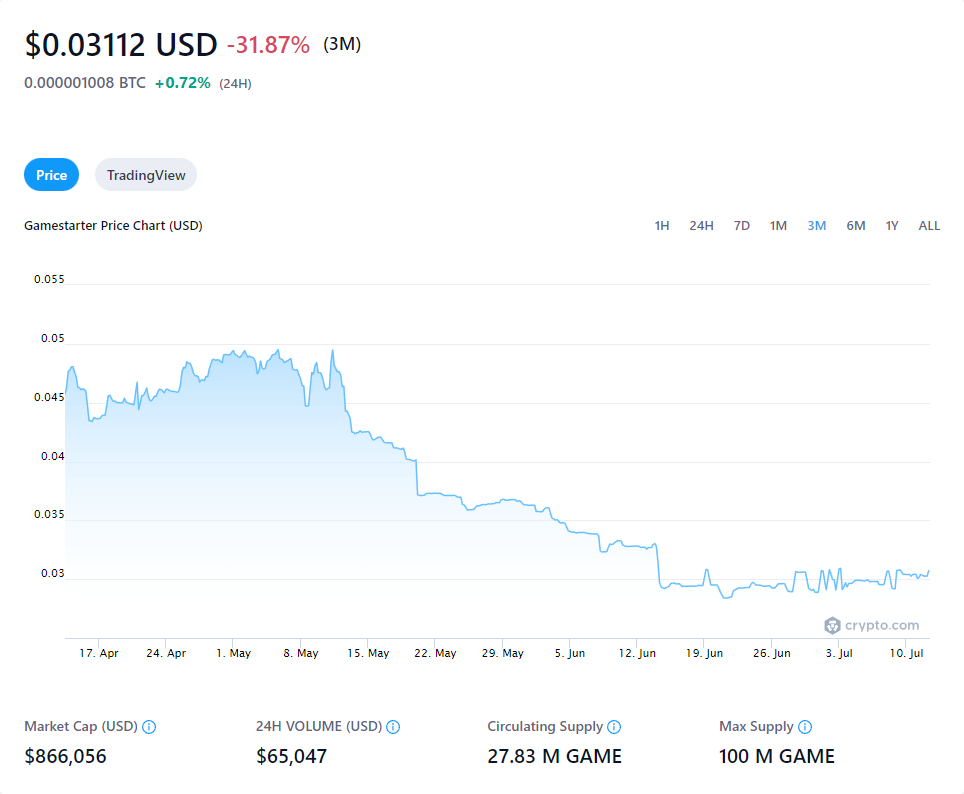 $0.03112 USD -31.87% (3M)
0.000001008 BTC +0.72% (24H)
Price TradingView
Gamestarter Price Chart (USD) 1H 24H 7D 1M 3M 6M 1Y ALL
0.055
0.05
0.045
0.04
0.035
0.03
crypto.com
17. Apr 24. Apr 1. May 8. May 15. May 22. May 29. May 5. Jun 12. Jun 19. Jun 26. Jun 3. Jul 10. Jul
Market Cap (USD) 24H VOLUME (USD) Circulating Supply Max Supply
$866,056 $65,047 27.83 M GAME 100 M GAME